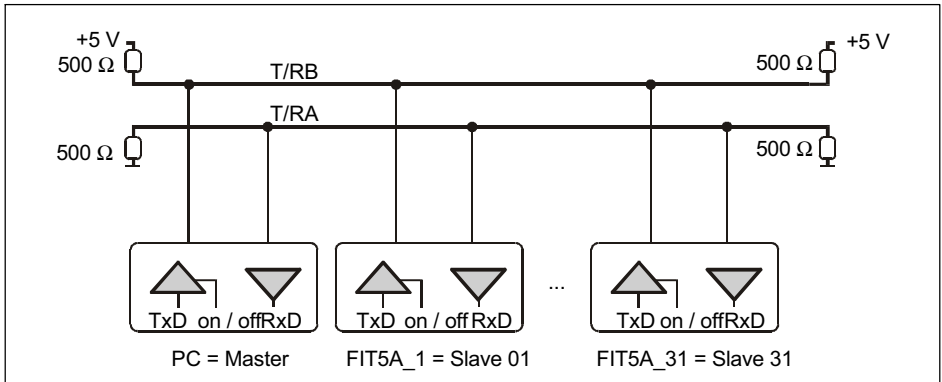 +5 V
+5 V
500 Ω
500 Ω
T/RB
T/RA
500 Ω
500 Ω
...
TxD on / offRxD
TxD on / off RxD
TxD on / offRxD
PC = Master
FIT5A_1 = Slave 01
FIT5A_31 = Slave 31